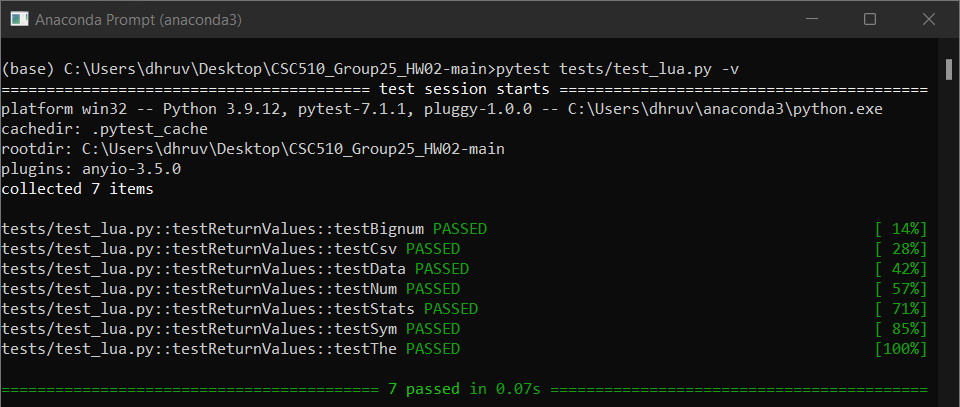 Anaconda Prompt (anaconda3)
(base) C:\Users\dhruv\Desktop\CSC510_Group25_HW02-main>pytest tests/test_lua.py -v
========================================= test session starts =========================================
platform win32 -- Python 3.9.12, pytest-7.1.1, pluggy-1.0.0 -- C:\Users\dhruv\anaconda3\python.exe
cachedir: .pytest_cache
rootdir: C:\Users\dhruv\Desktop\CSC510_Group25_HW02-main
plugins: anyio-3.5.0
collected 7 items
tests/test_lua.py::testReturnValues::testBignum PASSED [ 14%]
tests/test_lua.py::testReturnValues::testCsv PASSED [ 28%]
tests/test_lua.py::testReturnValues::testData PASSED [ 42%]
tests/test_lua.py::testReturnValues::testNum PASSED [ 57%]
tests/test_lua.py::testReturnValues::testStats PASSED [ 71%]
tests/test_lua.py::testReturnValues::testSym PASSED [ 85%]
tests/test_lua.py::testReturnValues::testThe PASSED [100%]
========================================== 7 passed in 0.07s ==========================================